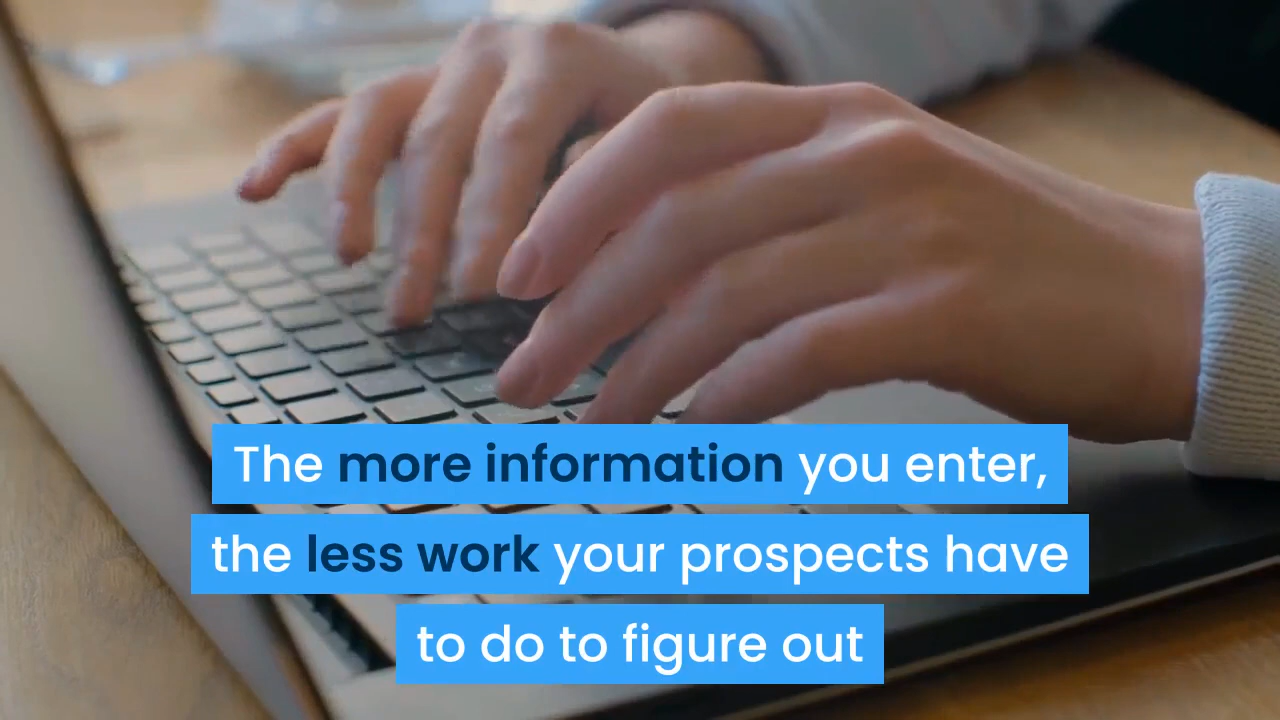 The more information you enter,
the less work your prospects have
to do to figure out